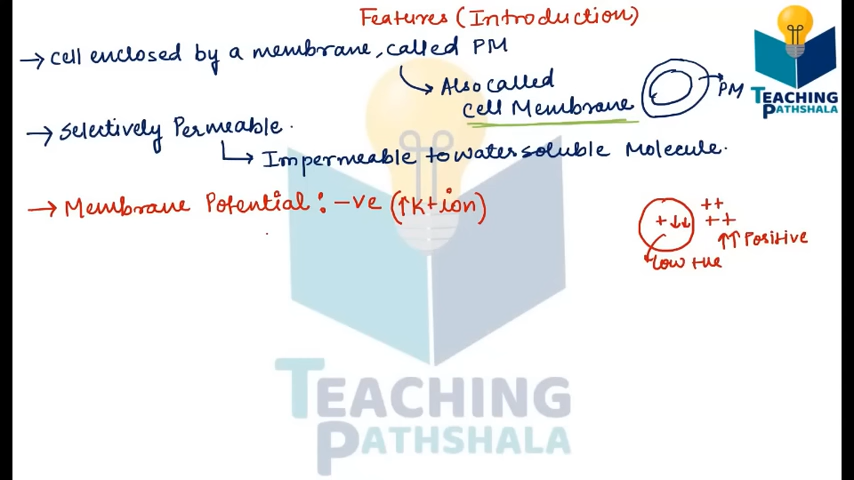 Features (Introduction)
→ Cell enclosed by a membrane, called PM
Also called
Cell Membrane
PM
TEACHING
PATHSHALA
→ Selectively Permeable.
Impermeable to water soluble Molecule.
→ Membrane Potential : -ve (↑K+ ion)
++
+ ↓↓ ++
↑↑ Positive
low +ve
TEACHING
PATHSHALA